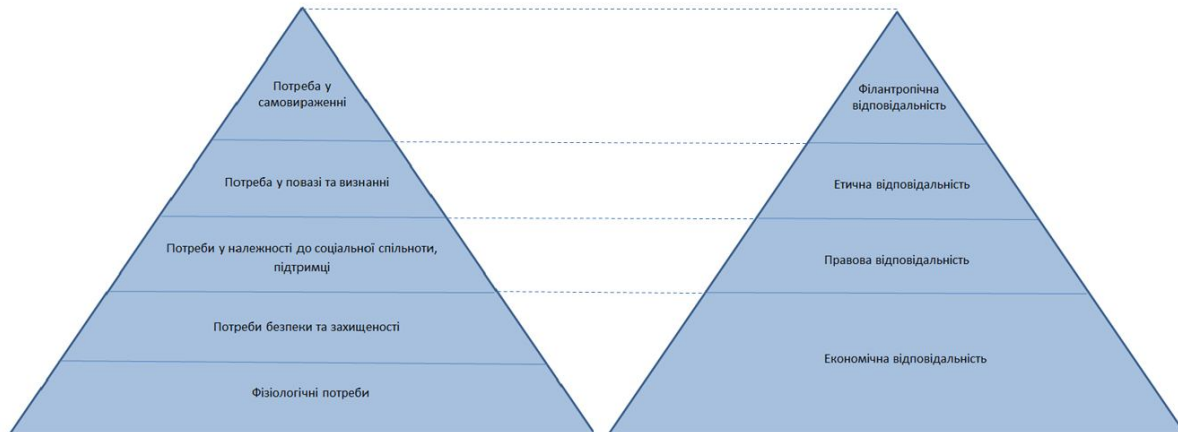 Потреба у
самовираженні
Потреба у повазі та визнанні
Потреби у належності до соціальної спільноти,
підтримці
Потреби безпеки та захищеності
Фізіологічні потреби
Філантропічна
відповідальність
Етична відповідальність
Правова відповідальність
Економічна відповідальність